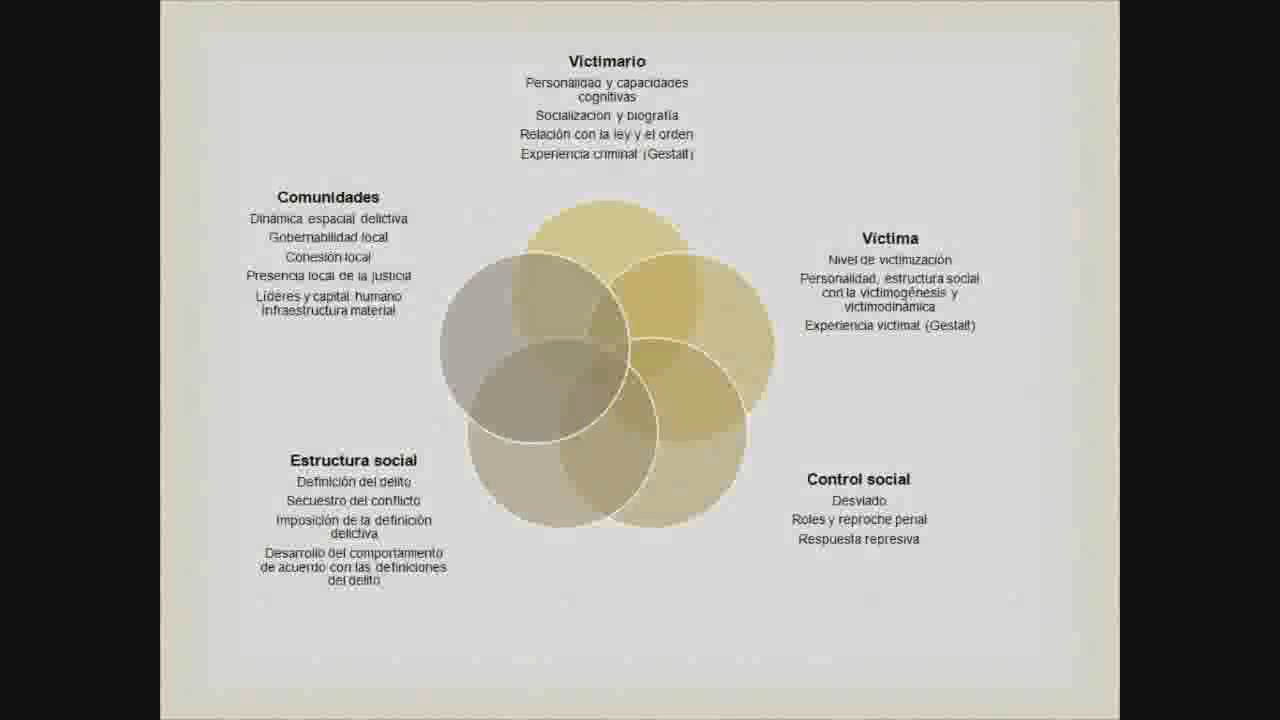 Victimario
Personalidad y capacidades
cognitivas
Socialización y biografía
Relación con la ley y el orden
Experiencia criminal (Gestalt)
Comunidades
Dinámica espacial delictiva
Gobernabilidad local
Cohesión local
Presencia local de la justicia
Líderes y capital humano
Infraestructura material
Víctima
Nivel de victimización
Personalidad, estructura social
con la victimogénesis y
victimodinámica
Experiencia victimal (Gestalt)
Estructura social
Definición del delito
Secuestro del conflicto
Imposición de la definición
delictiva
Desarrollo del comportamiento
de acuerdo con las definiciones
del delito
Control social
Desviado
Roles y reproche penal
Respuesta represiva